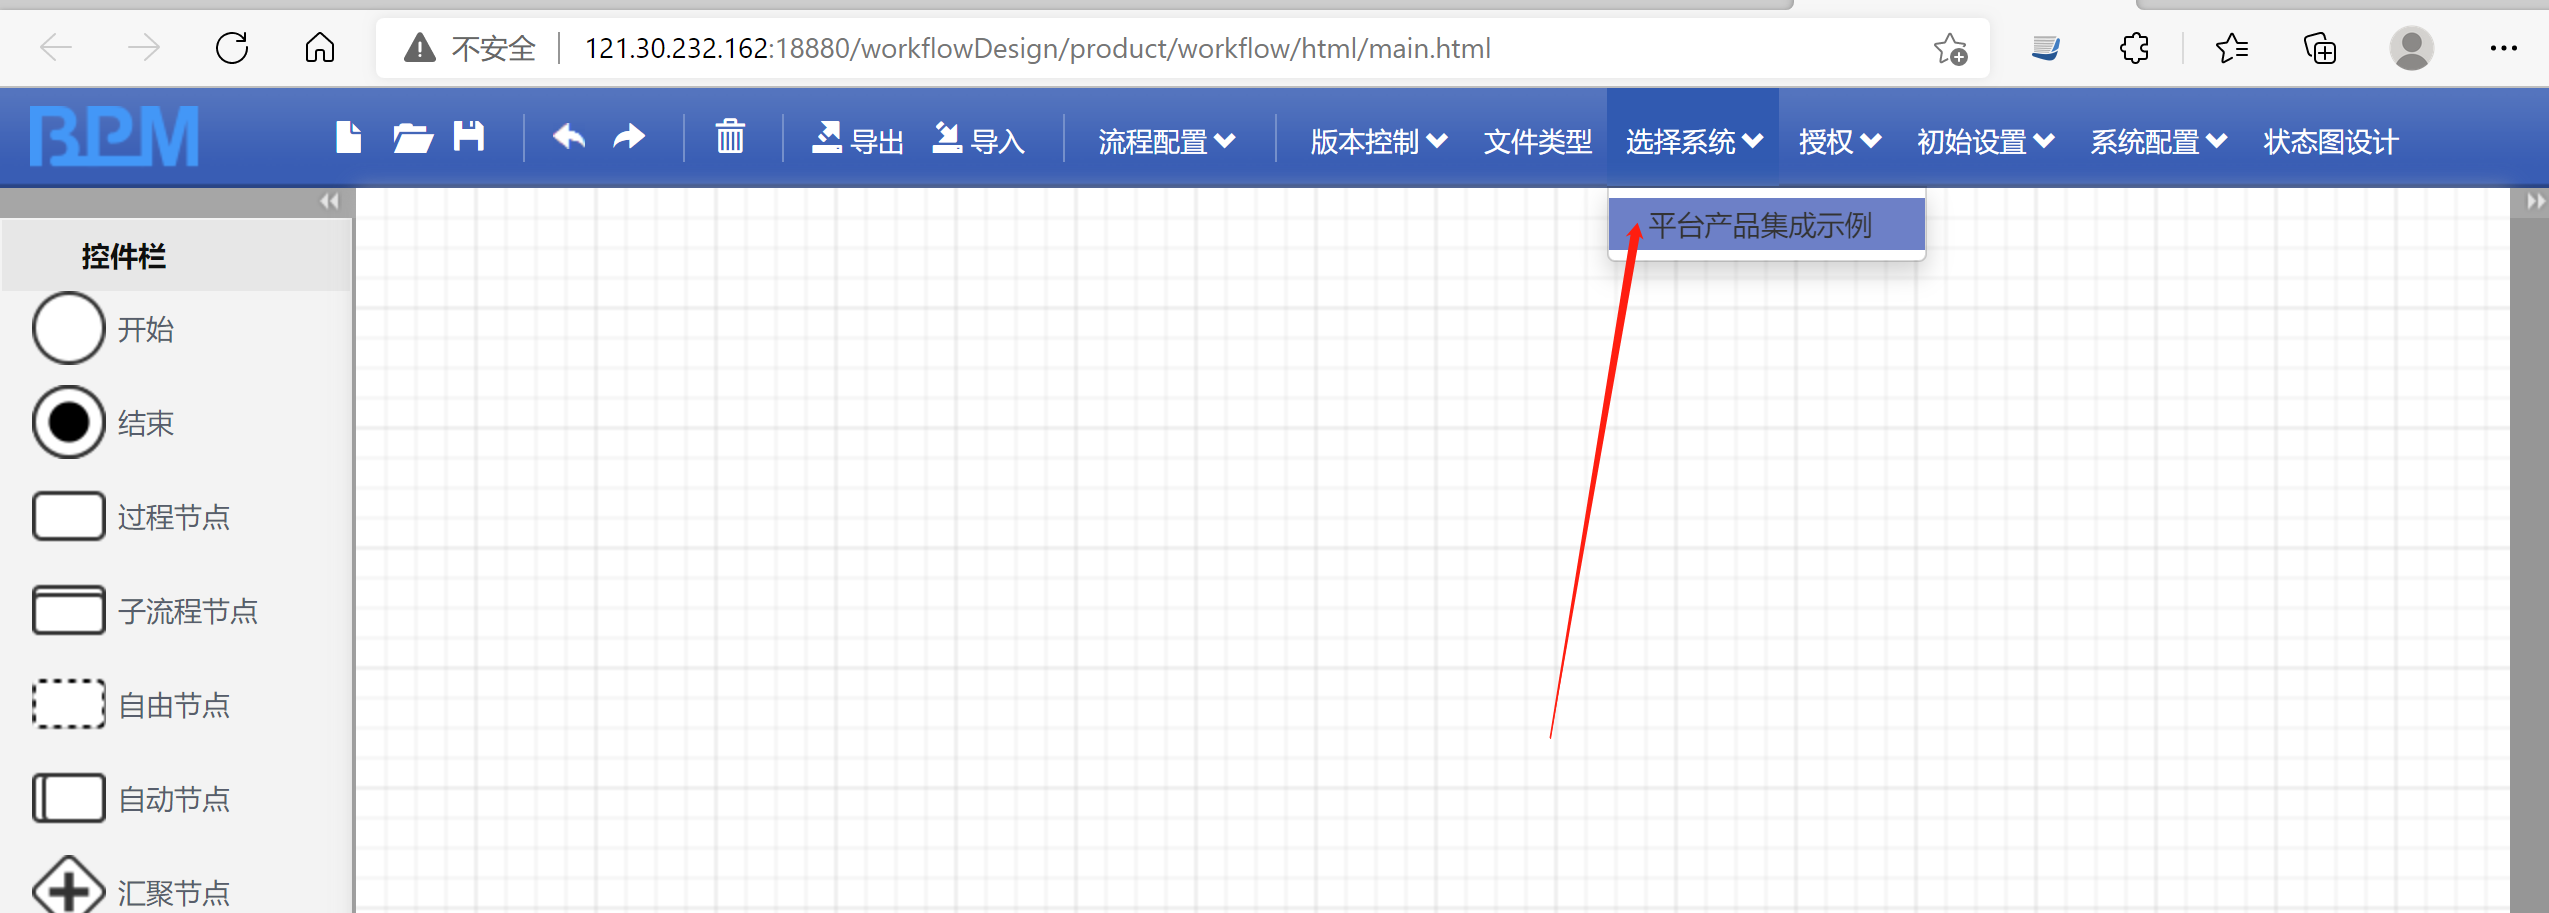 不安全 121.30.232.162:18880/workflowDesign/product/workflow/html/main.html
BPM 导出 导入 流程配置 版本控制 文件类型 选择系统 授权 初始设置 系统配置 状态图设计
平台产品集成示例
控件栏
开始
结束
过程节点
子流程节点
自由节点
自动节点
汇聚节点